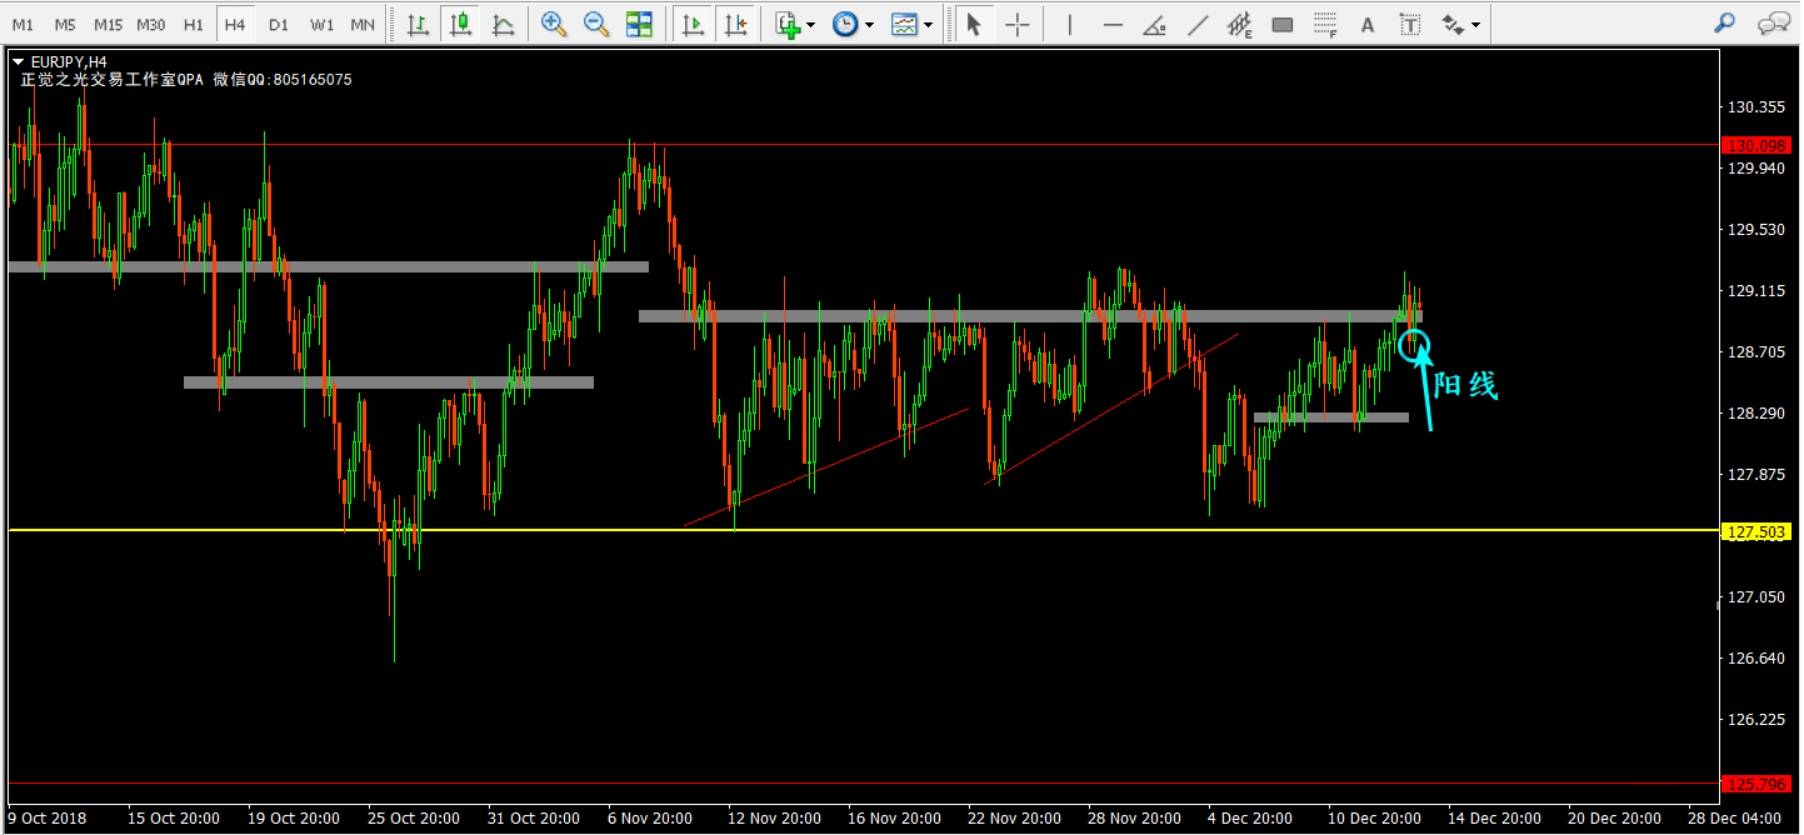 M1 M5 M15 M30 H1 H4 D1 W1 MN E F A T
EURJPY,H4
正觉之光交易工作室QPA 微信QQ:805165075
130.355
130.098
129.940
129.530
129.115
128.705
阳线
128.290
127.875
127.503
127.050
126.640
126.225
125.796
9 Oct 2018 15 Oct 20:00 19 Oct 20:00 25 Oct 20:00 31 Oct 20:00 6 Nov 20:00 12 Nov 20:00 16 Nov 20:00 22 Nov 20:00 28 Nov 20:00 4 Dec 20:00 10 Dec 20:00 14 Dec 20:00 20 Dec 20:00 28 Dec 04:00